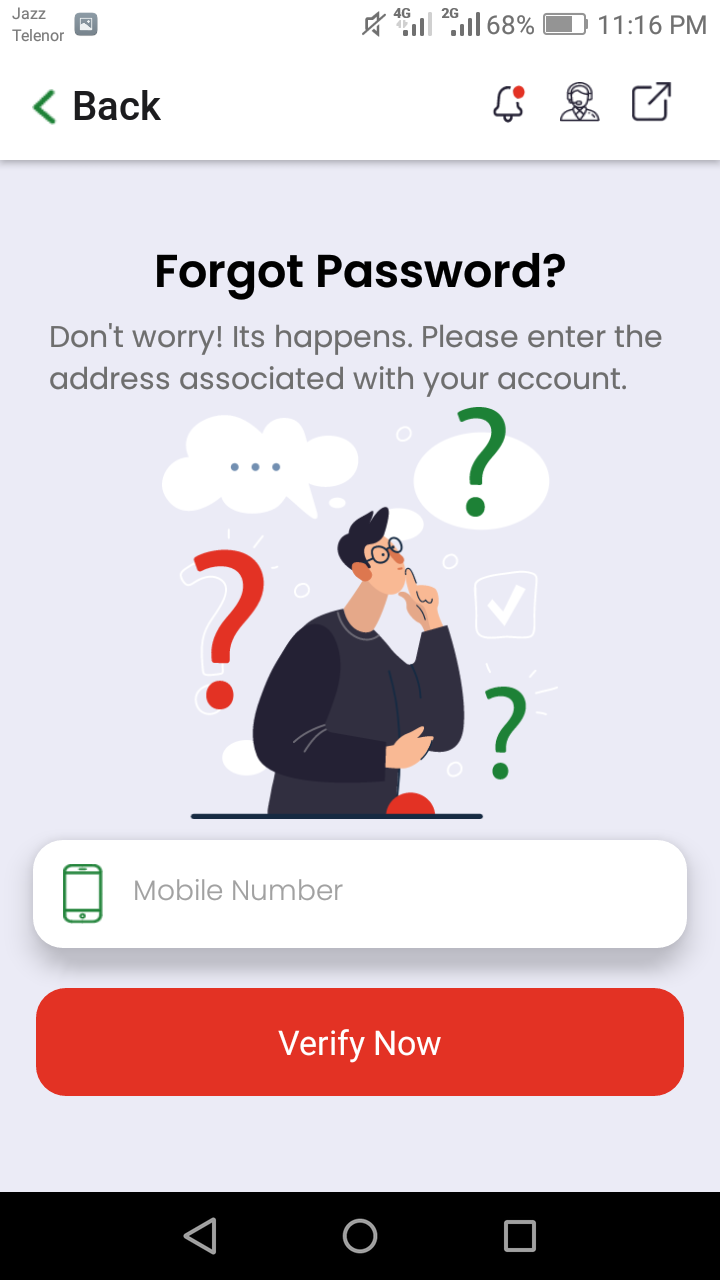 Jazz
Telenor
4G
2G
68%
11:16 PM
Back
Forgot Password?
Don't worry! Its happens. Please enter the
address associated with your account.
Mobile Number
Verify Now